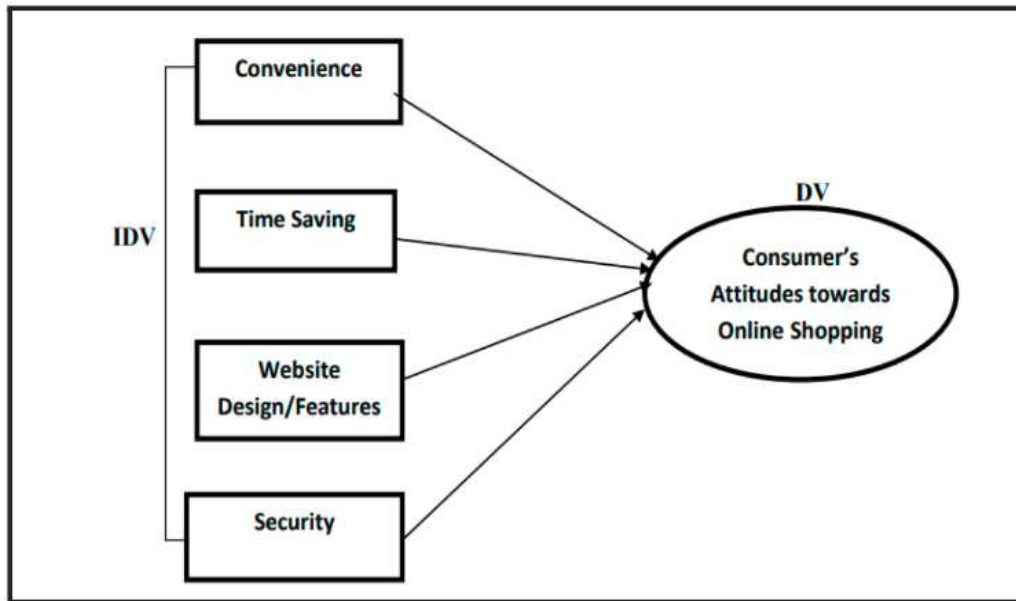 Convenience
Time Saving
IDV
Website
Design/Features
Security
DV
Consumer’s
Attitudes towards
Online Shopping